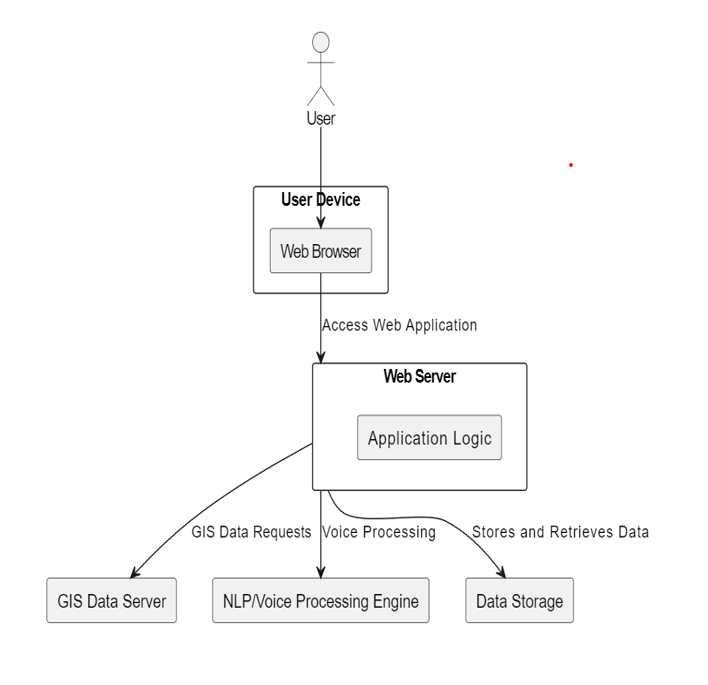 User
User Device
Web Browser
Access Web Application
Web Server
Application Logic
GIS Data Requests
Voice Processing
Stores and Retrieves Data
GIS Data Server
NLP/Voice Processing Engine
Data Storage